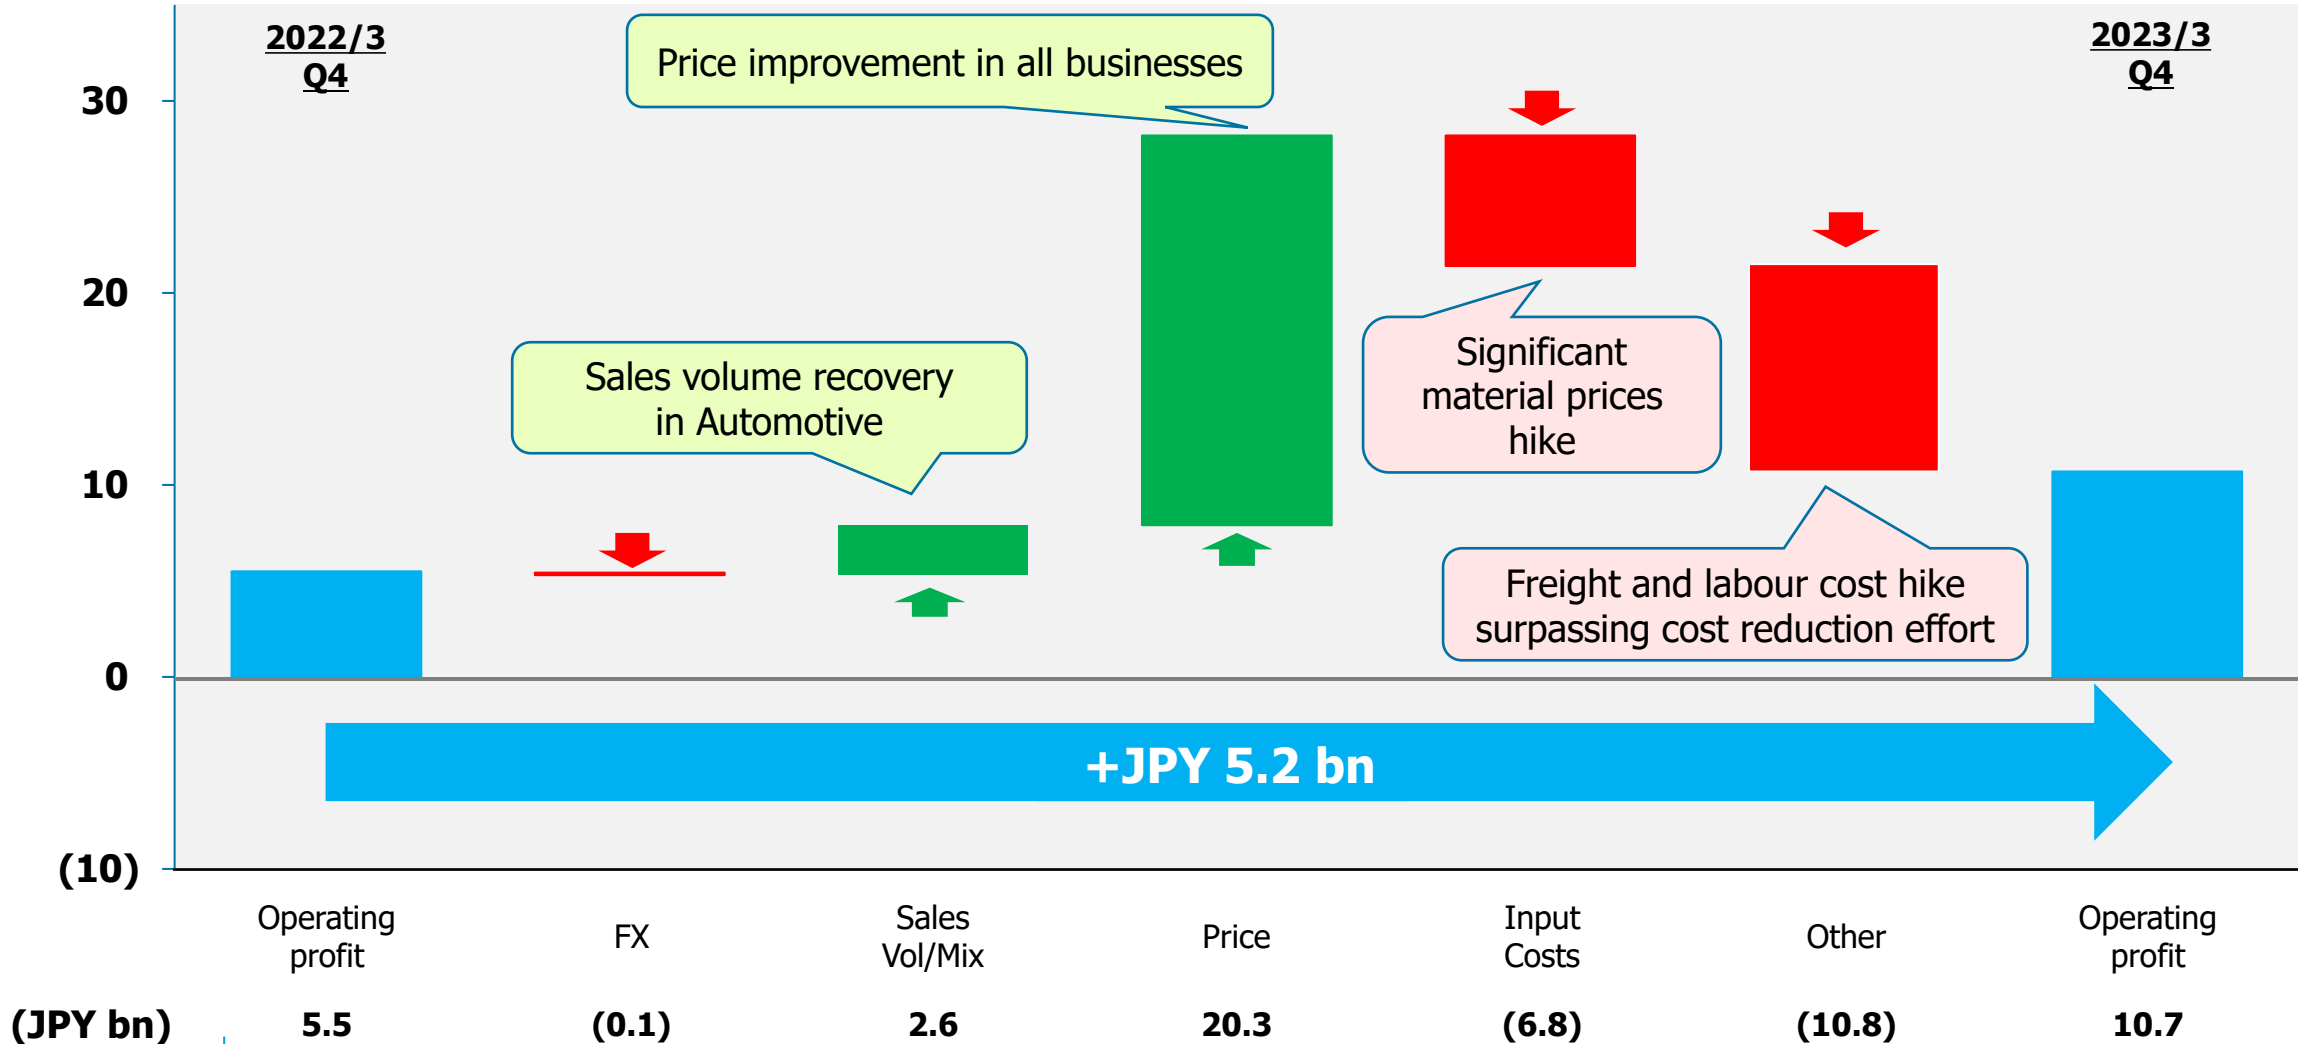 2022/3
Q4
2023/3
Q4
Price improvement in all businesses
30
20
10
0
(10)
Sales volume recovery
in Automotive
Significant
material prices
hike
Freight and labour cost hike
surpassing cost reduction effort
+JPY 5.2 bn
Operating
profit
FX
Sales
Vol/Mix
Price
Input
Costs
Other
Operating
profit
(JPY bn) 5.5 (0.1) 2.6 20.3 (6.8) (10.8) 10.7